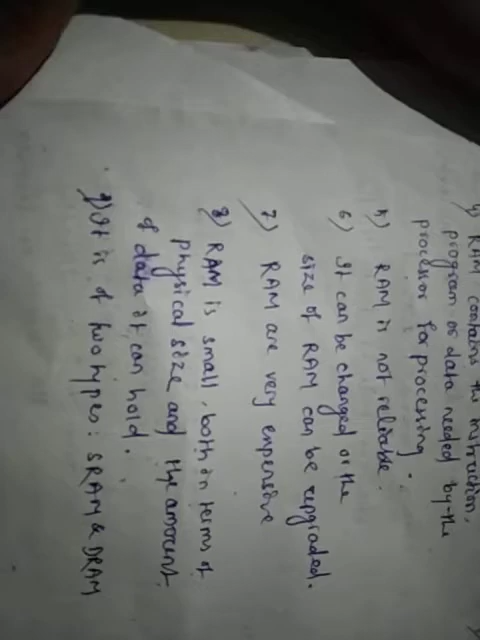 4) RAM contains the instruction,
program or data needed by the
processor for processing.
5) RAM is not reliable.
6) It can be changed or the
size of RAM can be upgraded.
7) RAM are very expensive
8) RAM is small, both in terms of
physical size and the amount
of data it can hold.
9) It is of two types: SRAM & DRAM